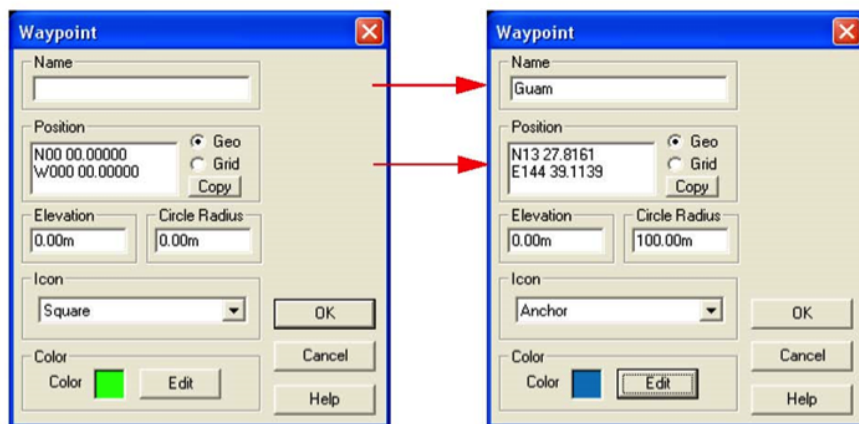 Waypoint
Name
Position
N00 00.00000
W000 00.00000
Geo
Grid
Copy
Elevation
Circle Radius
0.00m
0.00m
Icon
Square
OK
Color
Cancel
Color
Edit
Help
Waypoint
Name
Guam
Position
N13 27.8161
E144 39.1139
Geo
Grid
Copy
Elevation
Circle Radius
0.00m
100.00m
Icon
Anchor
OK
Color
Cancel
Color
Edit
Help